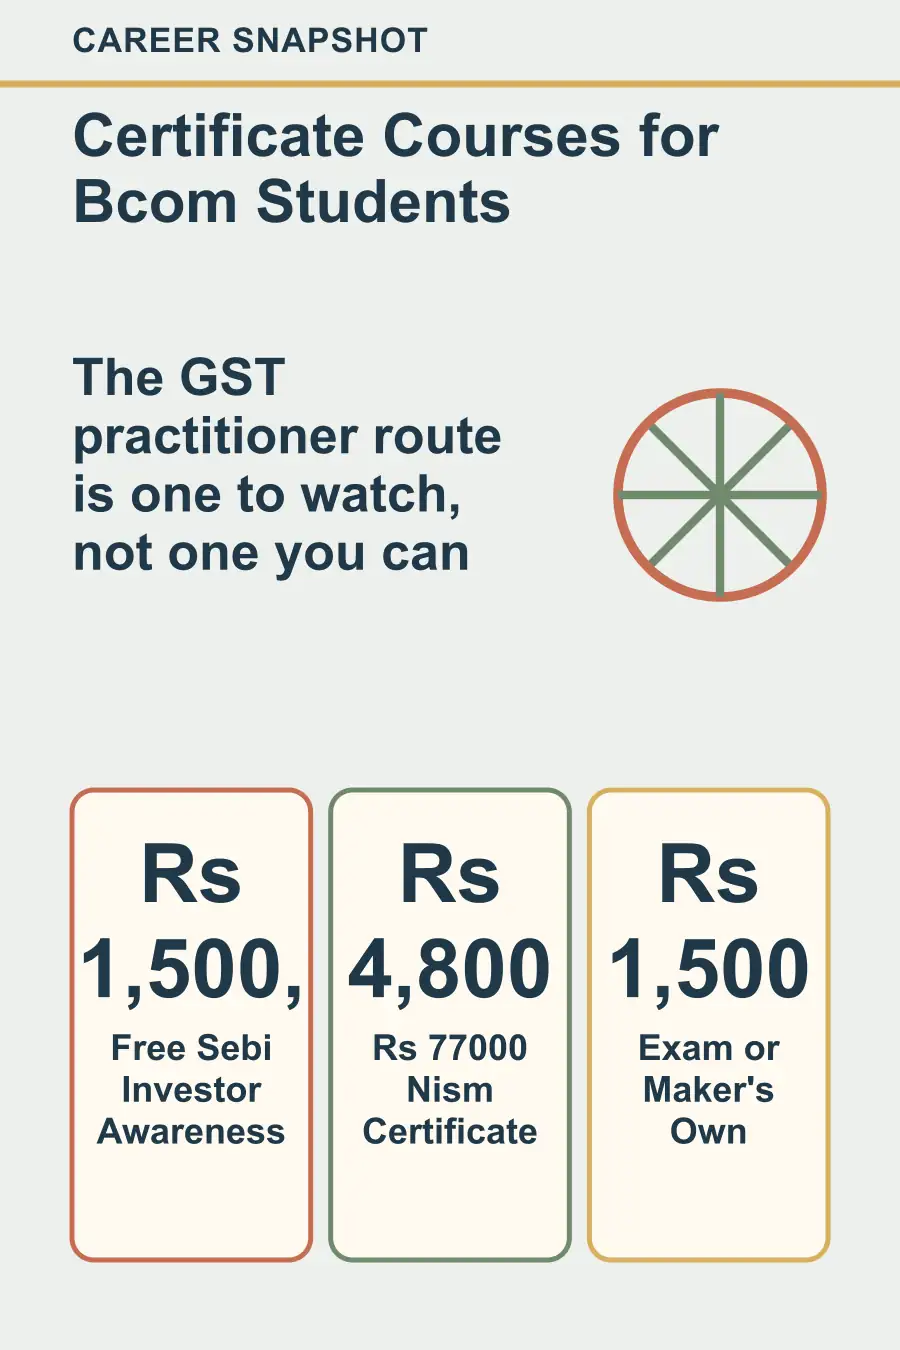 CAREER SNAPSHOT
Certificate Courses for
Bcom Students
The GST
practitioner route
is one to watch,
not one you can
Rs
1,500,
Free Sebi
Investor
Awareness
Rs
4,800
Rs 77000
Nism
Certificate
Rs
1,500
Exam or
Maker's
Own